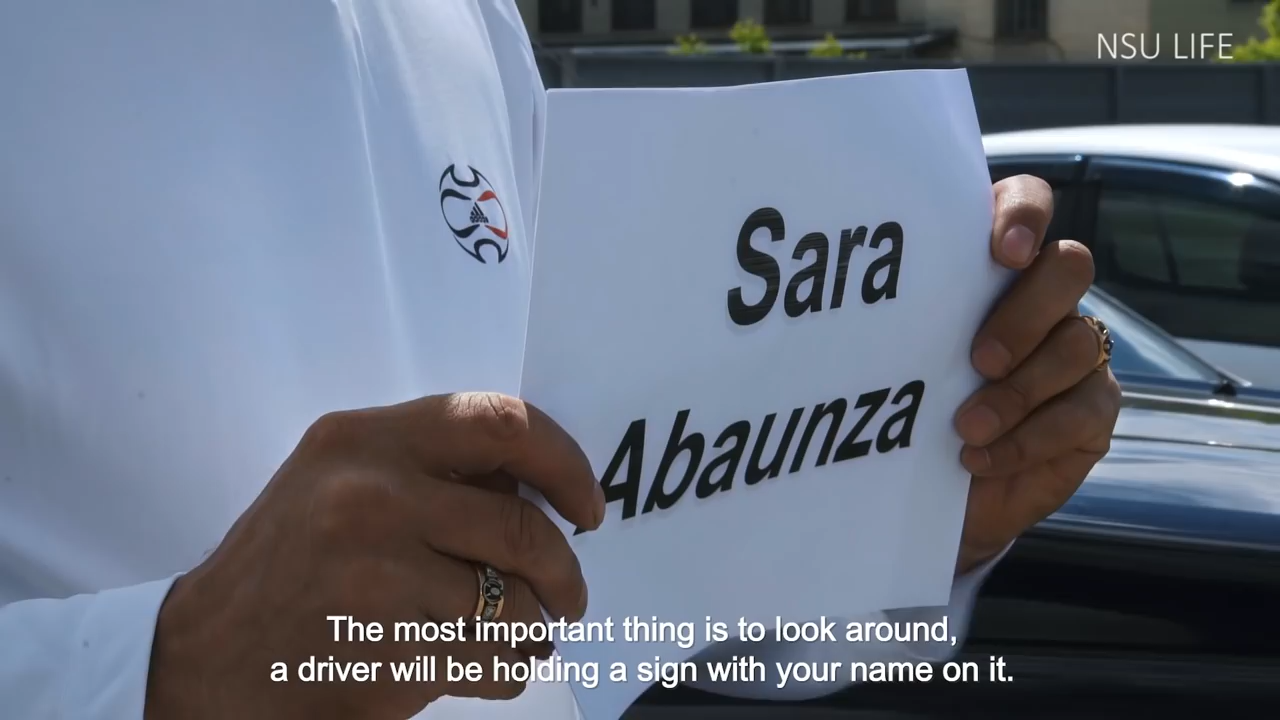 NSU LIFE
Sara
Abaunza
The most important thing is to look around,
a driver will be holding a sign with your name on it.